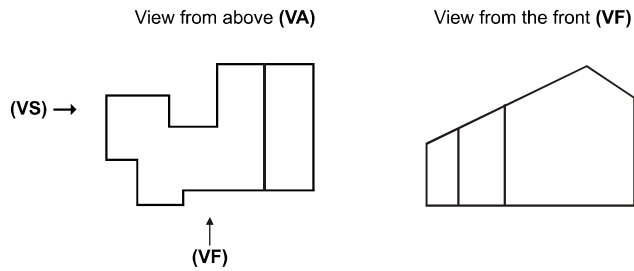 View from above (VA)
View from the front (VF)
(VS)
(VF)